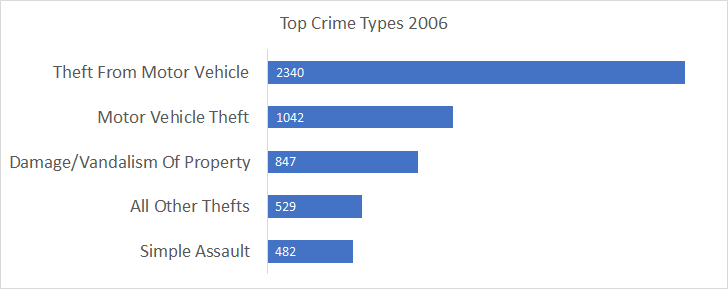 Top Crime Types 2006
Theft From Motor Vehicle 2340
Motor Vehicle Theft 1042
Damage/Vandalism Of Property 847
All Other Thefts 529
Simple Assault 482